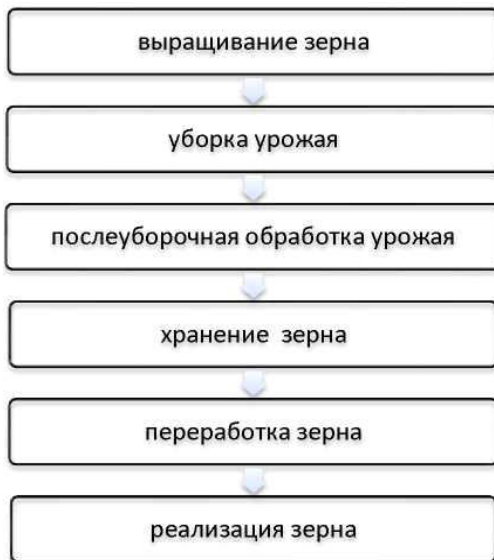 выращивание зерна
уборка урожая
послеуборочная обработка урожая
хранение зерна
переработка зерна
реализация зерна